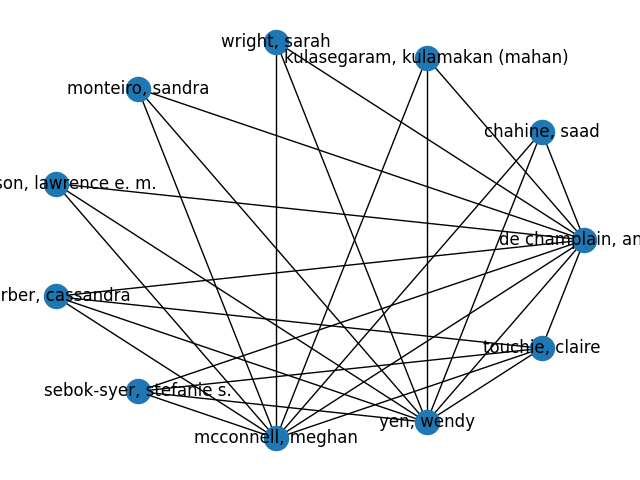 wright, sarah
kulasegaram, kulamakan (mahan)
monteiro, sandra
chahine, saad
son, lawrence e. m.
de champlain, an
rber, cassandra
touchie, claire
sebok-syer, stefanie s.
yen, wendy
mcconnell, meghan